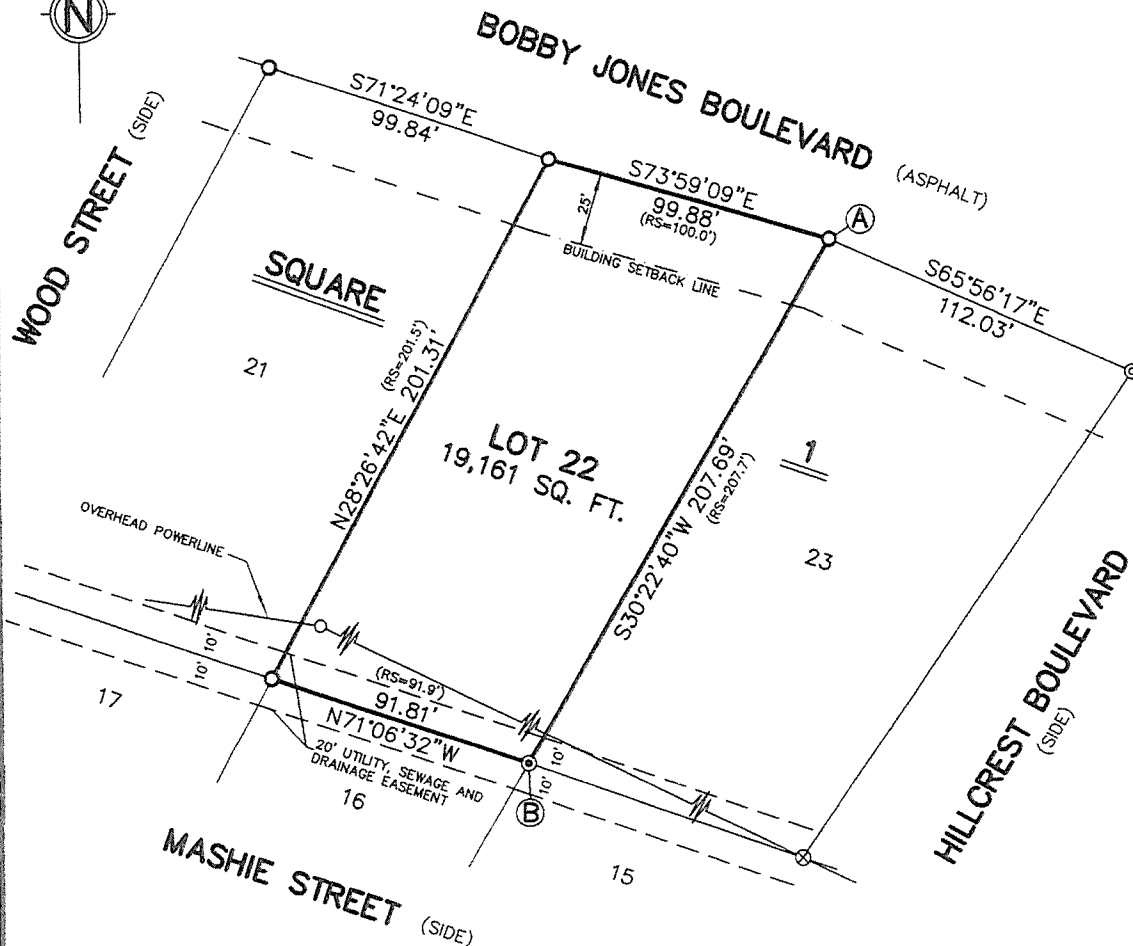 N
BOBBY JONES BOULEVARD (ASPHALT)
S71°24'09"E
99.84'
S73°59'09"E
99.88'
(RS=100.0')
25'
BUILDING SETBACK LINE
A
S65°56'17"E
112.03'
WOOD STREET (SIDE)
SQUARE
21
N28°26'42"E 201.31'
(RS=201.5')
LOT 22
19,161 SQ. FT.
1
S30°22'40"W 207.69'
(RS=207.7')
23
OVERHEAD POWERLINE
HILLCREST BOULEVARD
(SIDE)
10'
10'
(RS=91.9')
91.81'
N71°06'32"W
10'
10'
17
20' UTILITY, SEWAGE AND
DRAINAGE EASEMENT
16
B
15
MASHIE STREET (SIDE)